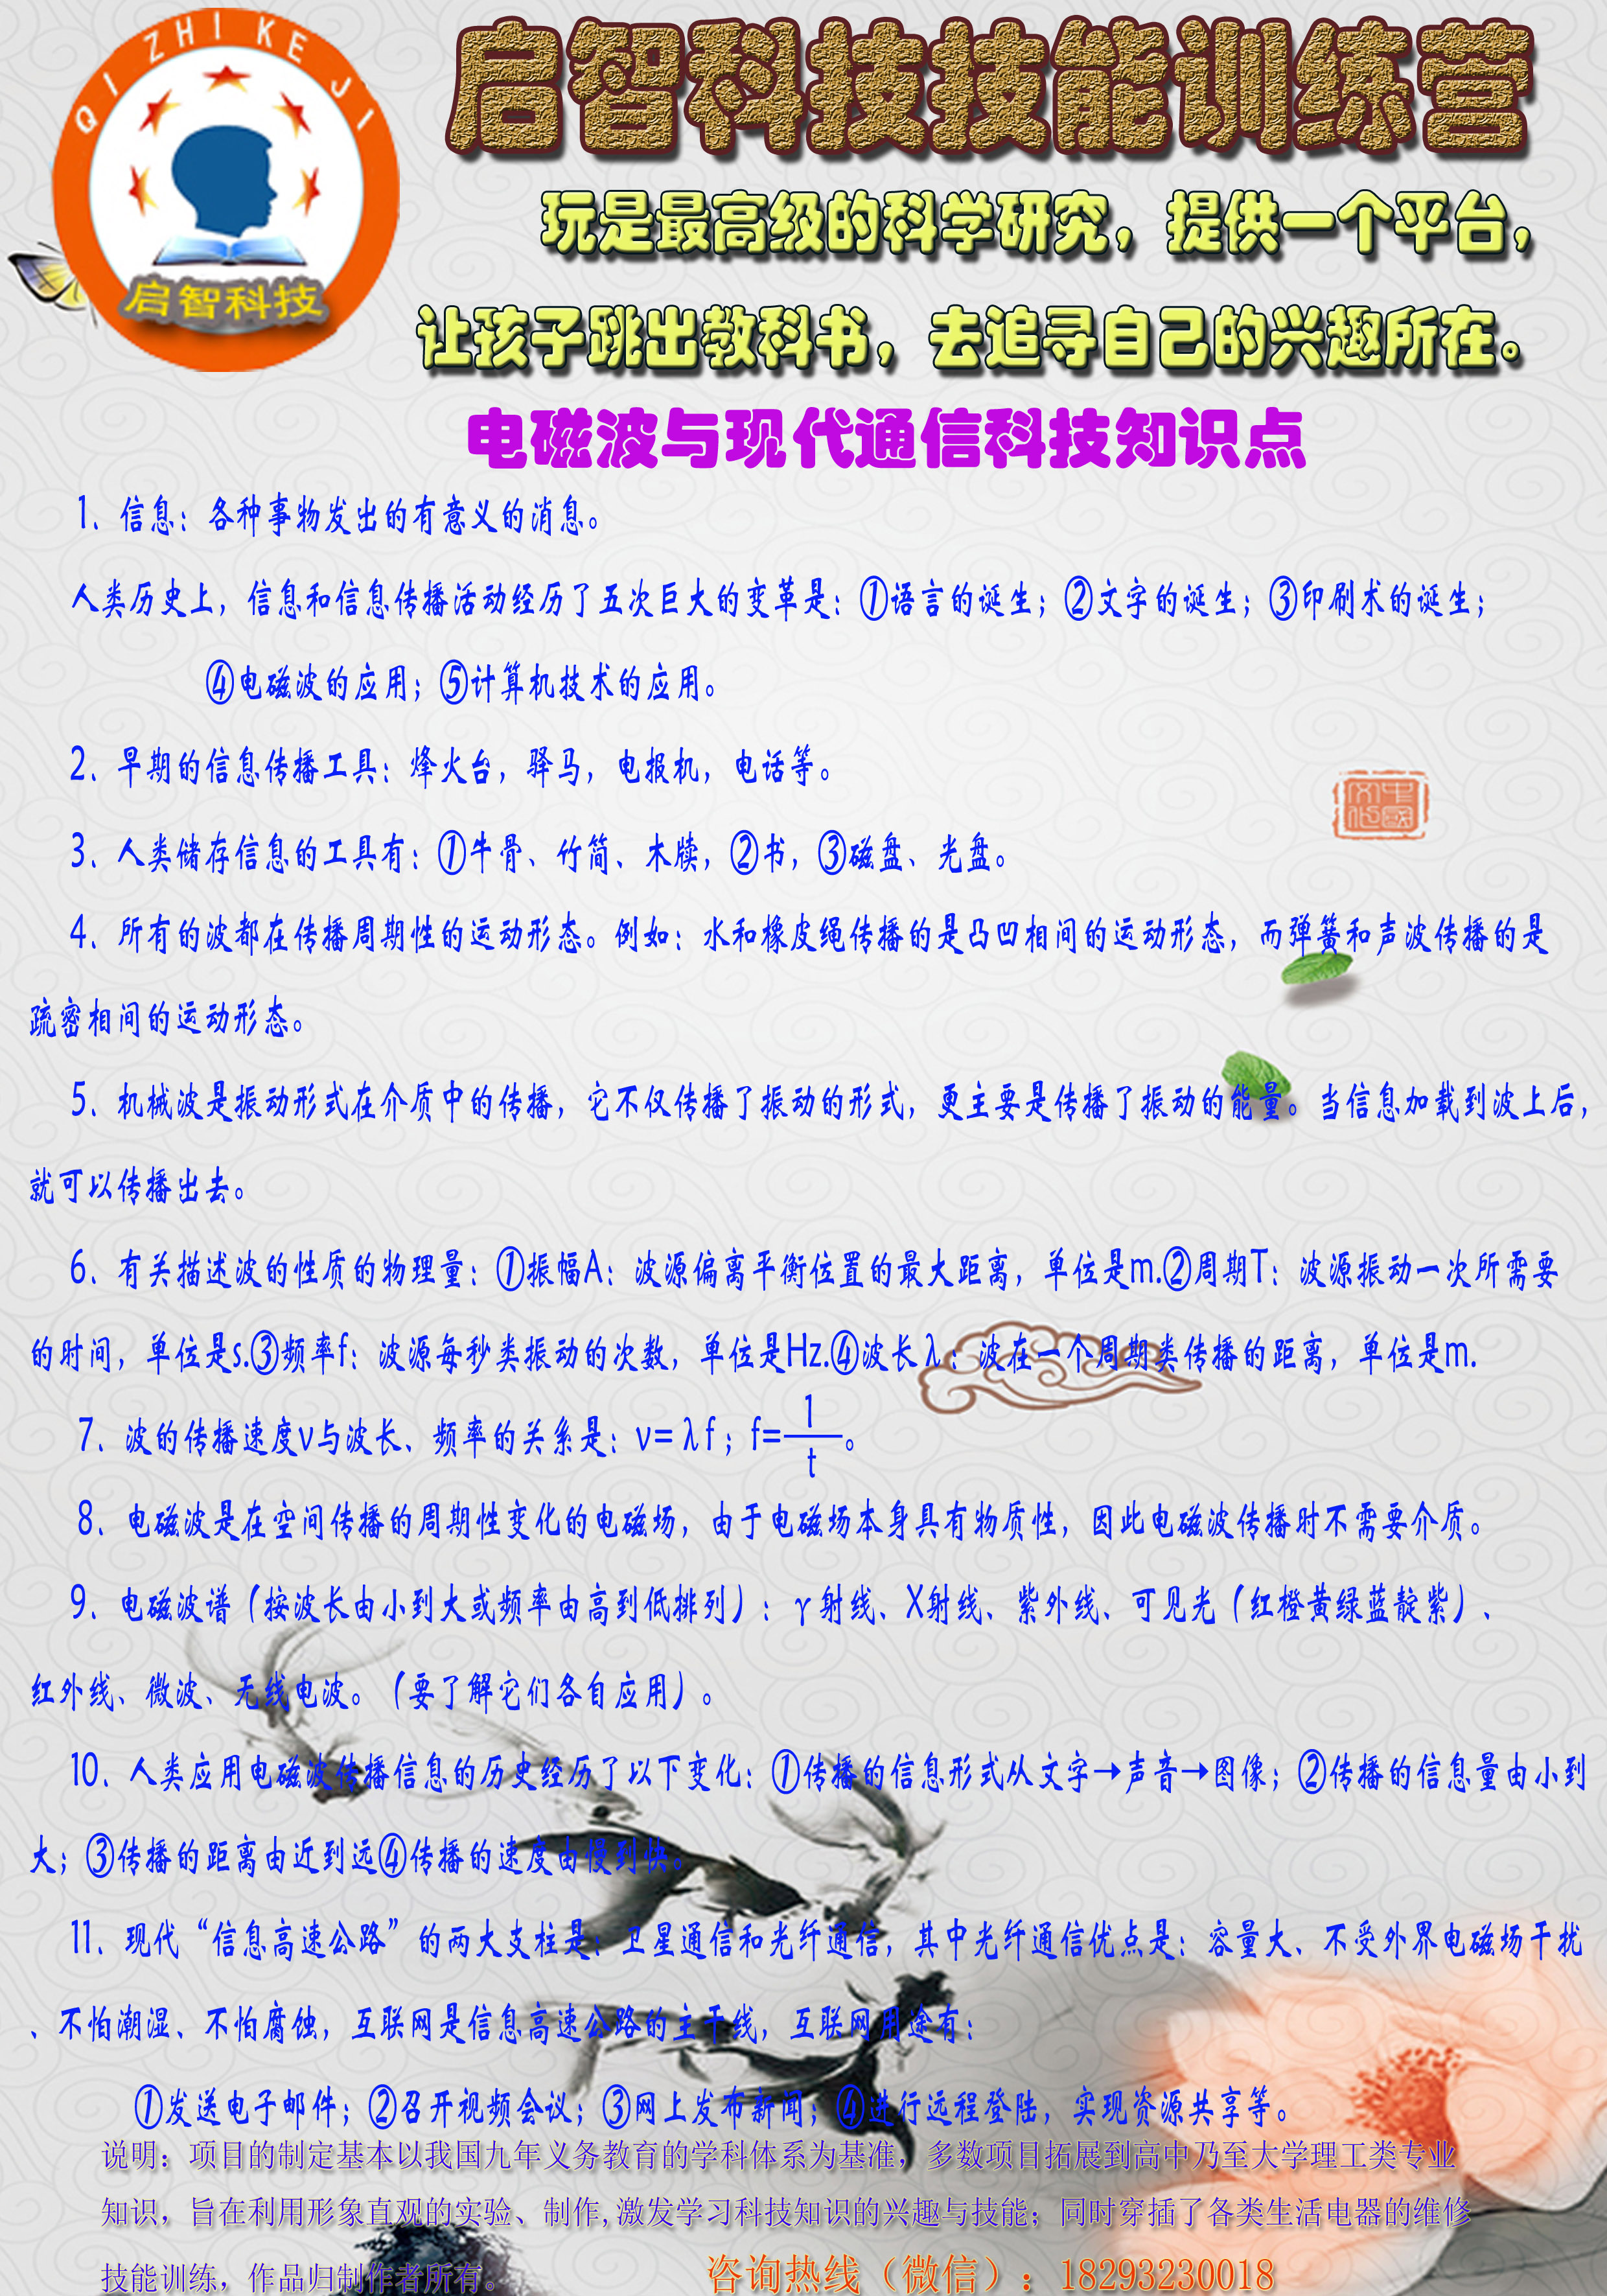 QI ZHI KE JI
启智科技
启智科技技能训练营
玩是最高级的科学研究，提供一个平台，
让孩子跳出教科书，去追寻自己的兴趣所在。
电磁波与现代通信科技知识点
1、信息：各种事物发出的有意义的消息。
人类历史上，信息和信息传播活动经历了五次巨大的变革是：①语言的诞生；②文字的诞生；③印刷术的诞生；
④电磁波的应用；⑤计算机技术的应用。
2、早期的信息传播工具：烽火台，驿马，电报机，电话等。
中国文化
3、人类储存信息的工具有：①牛骨、竹简、木牍，②书，③磁盘、光盘。
4、所有的波都在传播周期性的运动形态。例如：水和橡皮绳传播的是凸凹相间的运动形态，而弹簧和声波传播的是
疏密相间的运动形态。
5、机械波是振动形式在介质中的传播，它不仅传播了振动的形式，更主要是传播了振动的能量。当信息加载到波上后，
就可以传播出去。
6、有关描述波的性质的物理量：①振幅A：波源偏离平衡位置的最大距离，单位是m.②周期T：波源振动一次所需要
的时间，单位是s.③频率f：波源每秒类振动的次数，单位是Hz.④波长λ：波在一个周期类传播的距离，单位是m.
7、波的传播速度v与波长、频率的关系是：v=λf；f=1/t。
8、电磁波是在空间传播的周期性变化的电磁场，由于电磁场本身具有物质性，因此电磁波传播时不需要介质。
9、电磁波谱（按波长由小到大或频率由高到低排列）：γ射线、X射线、紫外线、可见光（红橙黄绿蓝靛紫）、
红外线、微波、无线电波。（要了解它们各自应用）。
10、人类应用电磁波传播信息的历史经历了以下变化：①传播的信息形式从文字→声音→图像；②传播的信息量由小到
大；③传播的距离由近到远④传播的速度由慢到快。
11、现代“信息高速公路”的两大支柱是：卫星通信和光纤通信，其中光纤通信优点是：容量大、不受外界电磁场干扰
、不怕潮湿、不怕腐蚀，互联网是信息高速公路的主干线，互联网用途有：
①发送电子邮件；②召开视频会议；③网上发布新闻；④进行远程登陆，实现资源共享等。
说明：项目的制定基本以我国九年义务教育的学科体系为基准，多数项目拓展到高中乃至大学理工类专业
知识，旨在利用形象直观的实验、制作,激发学习科技知识的兴趣与技能；同时穿插了各类生活电器的维修
技能训练，作品归制作者所有。
咨询热线（微信）：18293230018